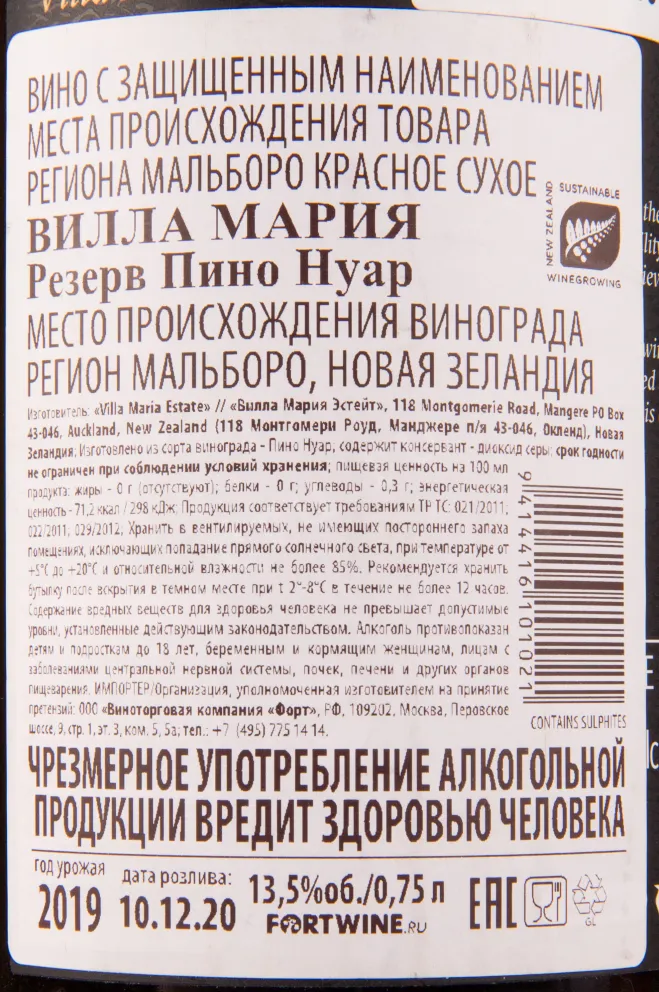 ВИНО С ЗАЩИЩЕННЫМ НАИМЕНОВАНИЕМ
МЕСТА ПРОИСХОЖДЕНИЯ ТОВАРА
РЕГИОНА МАЛЬБОРО КРАСНОЕ СУХОЕ
ВИЛЛА МАРИЯ
Резерв Пино Нуар
SUSTAINABLE
NEW ZEALAND
WINEGROWING
МЕСТО ПРОИСХОЖДЕНИЯ ВИНОГРАДА
РЕГИОН МАЛЬБОРО, НОВАЯ ЗЕЛАНДИЯ
Изготовитель: «Villa Maria Estate» // «Вилла Мария Эстейт», 118 Montgomerie Road, Mangere PO Box
43-046, Auckland, New Zealand (118 Монтгомери Роуд, Манджере п/я 43-046, Окленд), Новая
Зеландия; Изготовлено из сорта винограда - Пино Нуар; содержит консервант - диоксид серы; срок годности
не ограничен при соблюдении условий хранения; пищевая ценность на 100 мл
продукта: жиры - 0 г (отсутствуют); белки - 0 г; углеводы - 0,3 г; энергетическая
ценность - 71,2 ккал / 298 кДж; Продукция соответствует требованиям ТР ТС: 021/2011;
022/2011; 029/2012; Хранить в вентилируемых, не имеющих постороннего запаха
помещениях, исключающих попадание прямого солнечного света, при температуре от
+5°С до +20°С и относительной влажности не более 85%. Рекомендуется хранить
бутылку после вскрытия в темном месте при t 2°-8°С в течение не более 12 часов.
Содержание вредных веществ для здоровья человека не превышает допустимые
уровни, установленные действующим законодательством. Алкоголь противопоказан
детям и подросткам до 18 лет, беременным и кормящим женщинам, лицам с
заболеваниями центральной нервной системы, почек, печени и других органов
пищеварения. ИМПОРТЕР/Организация, уполномоченная изготовителем на принятие
претензий: ООО «Виноторговая компания «Форт», РФ, 109202, Москва, Перовское
шоссе, 9, стр. 1, эт. 3, ком. 5, 5а; тел.: +7 (495) 775 14 14.
9 414416 101021
CONTAINS SULPHITES
ЧРЕЗМЕРНОЕ УПОТРЕБЛЕНИЕ АЛКОГОЛЬНОЙ
ПРОДУКЦИИ ВРЕДИТ ЗДОРОВЬЮ ЧЕЛОВЕКА
год урожая
2019
дата розлива:
10.12.20
13,5%об./0,75 л
FORTWINE.RU
EAC
GL